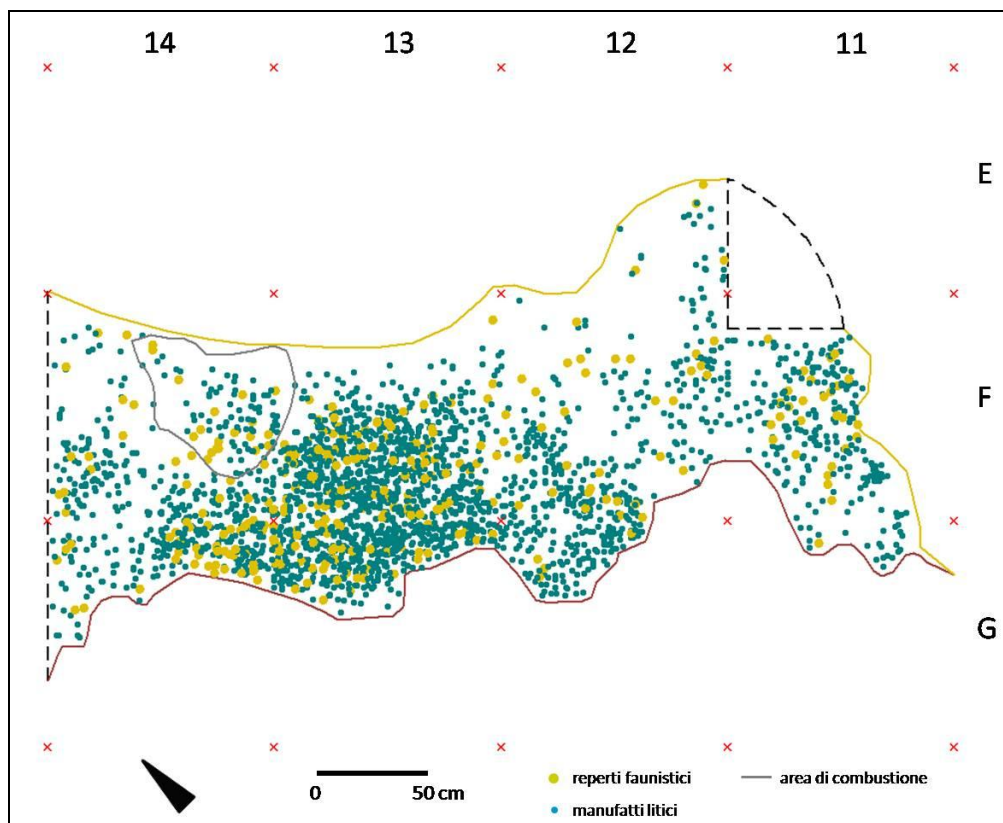 14 13 12 11
E
F
G
0 50 cm
reperti faunistici
area di combustione
manufatti litici